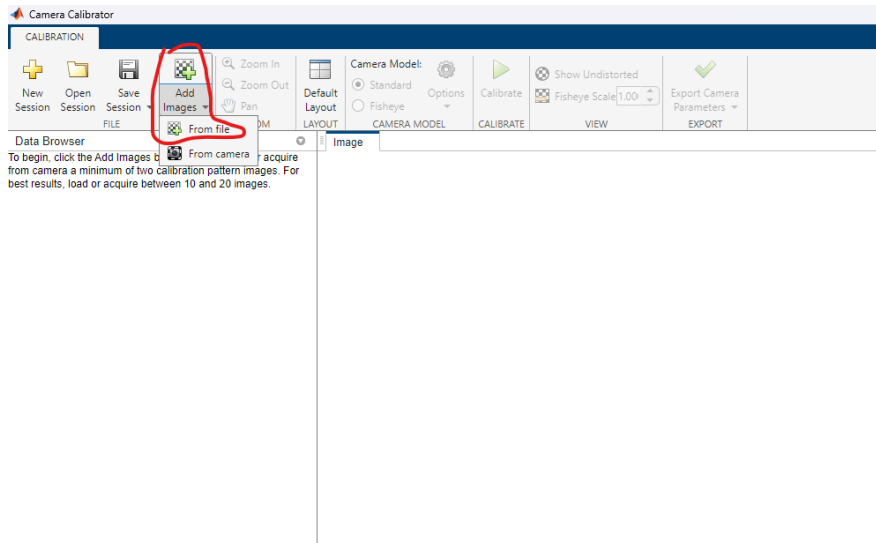 Camera Calibrator
CALIBRATION
New Session
Open Session
Save Session
Add Images
Zoom In
Zoom Out
Pan
Default Layout
Camera Model:
Standard
Fisheye
Options
Calibrate
Show Undistorted
Fisheye Scale 1.00
Export Camera Parameters
FILE
OM
LAYOUT
CAMERA MODEL
CALIBRATE
VIEW
EXPORT
From file
From camera
Data Browser
Image
To begin, click the Add Images b r acquire
from camera a minimum of two calibration pattern images. For
best results, load or acquire between 10 and 20 images.